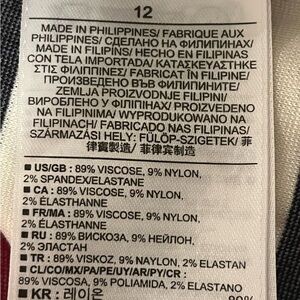 12
MADE IN PHILIPPINES/ FABRIQUE AUX
PHILIPPINES/ СДЕЛАНО НА ФИЛИПИНАХ/
MADE IN FILIPİNS/ HECHO EN FILIPINAS
CON TELA IMPORTADA/ ΚΑΤΑΣΚΕΥΑΣΤΗΚΕ
ΣΤΙΣ ΦΙΛΙΠΠΙΝΕΣ/ FABRICAT ÎN FILIPINE/
ПРОИЗВЕДЕНО ВЪВ ФИЛИПИНИТЕ/
ZEMLJA PROIZVODNJE FILIPINI/
ВИРОБЛЕНО У ФІЛІПІНАХ/ PROIZVEDENO
NA FILIPINIMA/ WYPRODUKOWANO NA
FILIPINACH/ FABRICADO NAS FILIPINAS/
SZÁRMAZÁSI HELY: FÜLÖP-SZIGETEK/ 菲
律賓製造/ 菲律宾制造
■ US/GB : 89% VISCOSE, 9% NYLON,
2% SPANDEX/ELASTANE
■ CA : 89% VISCOSE, 9% NYLON,
2% ÉLASTHANNE
■ FR/MA : 89% VISCOSE, 9% NYLON,
2% ÉLASTHANNE
■ RU : 89% ВИСКОЗА, 9% НЕЙЛОН,
2% ЭЛАСТАН
■ TR : 89% VISKOZ, 9% NAYLON, 2% ELASTAN
■ CL/CO/MX/PA/PE/UY/AR/PY/CR :
89% VISCOSA, 9% POLIAMIDA, 2% ELASTANO
■ KR : 레이온